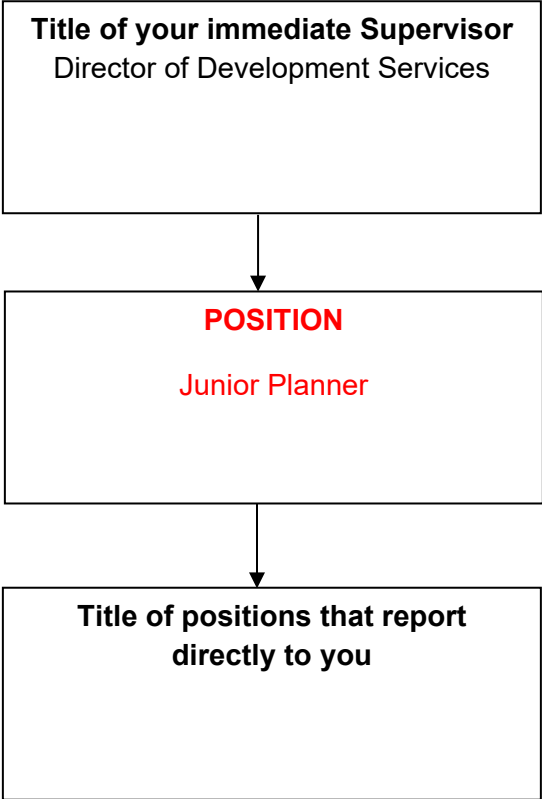 Title of your immediate Supervisor
Director of Development Services
POSITION
Junior Planner
Title of positions that report
directly to you